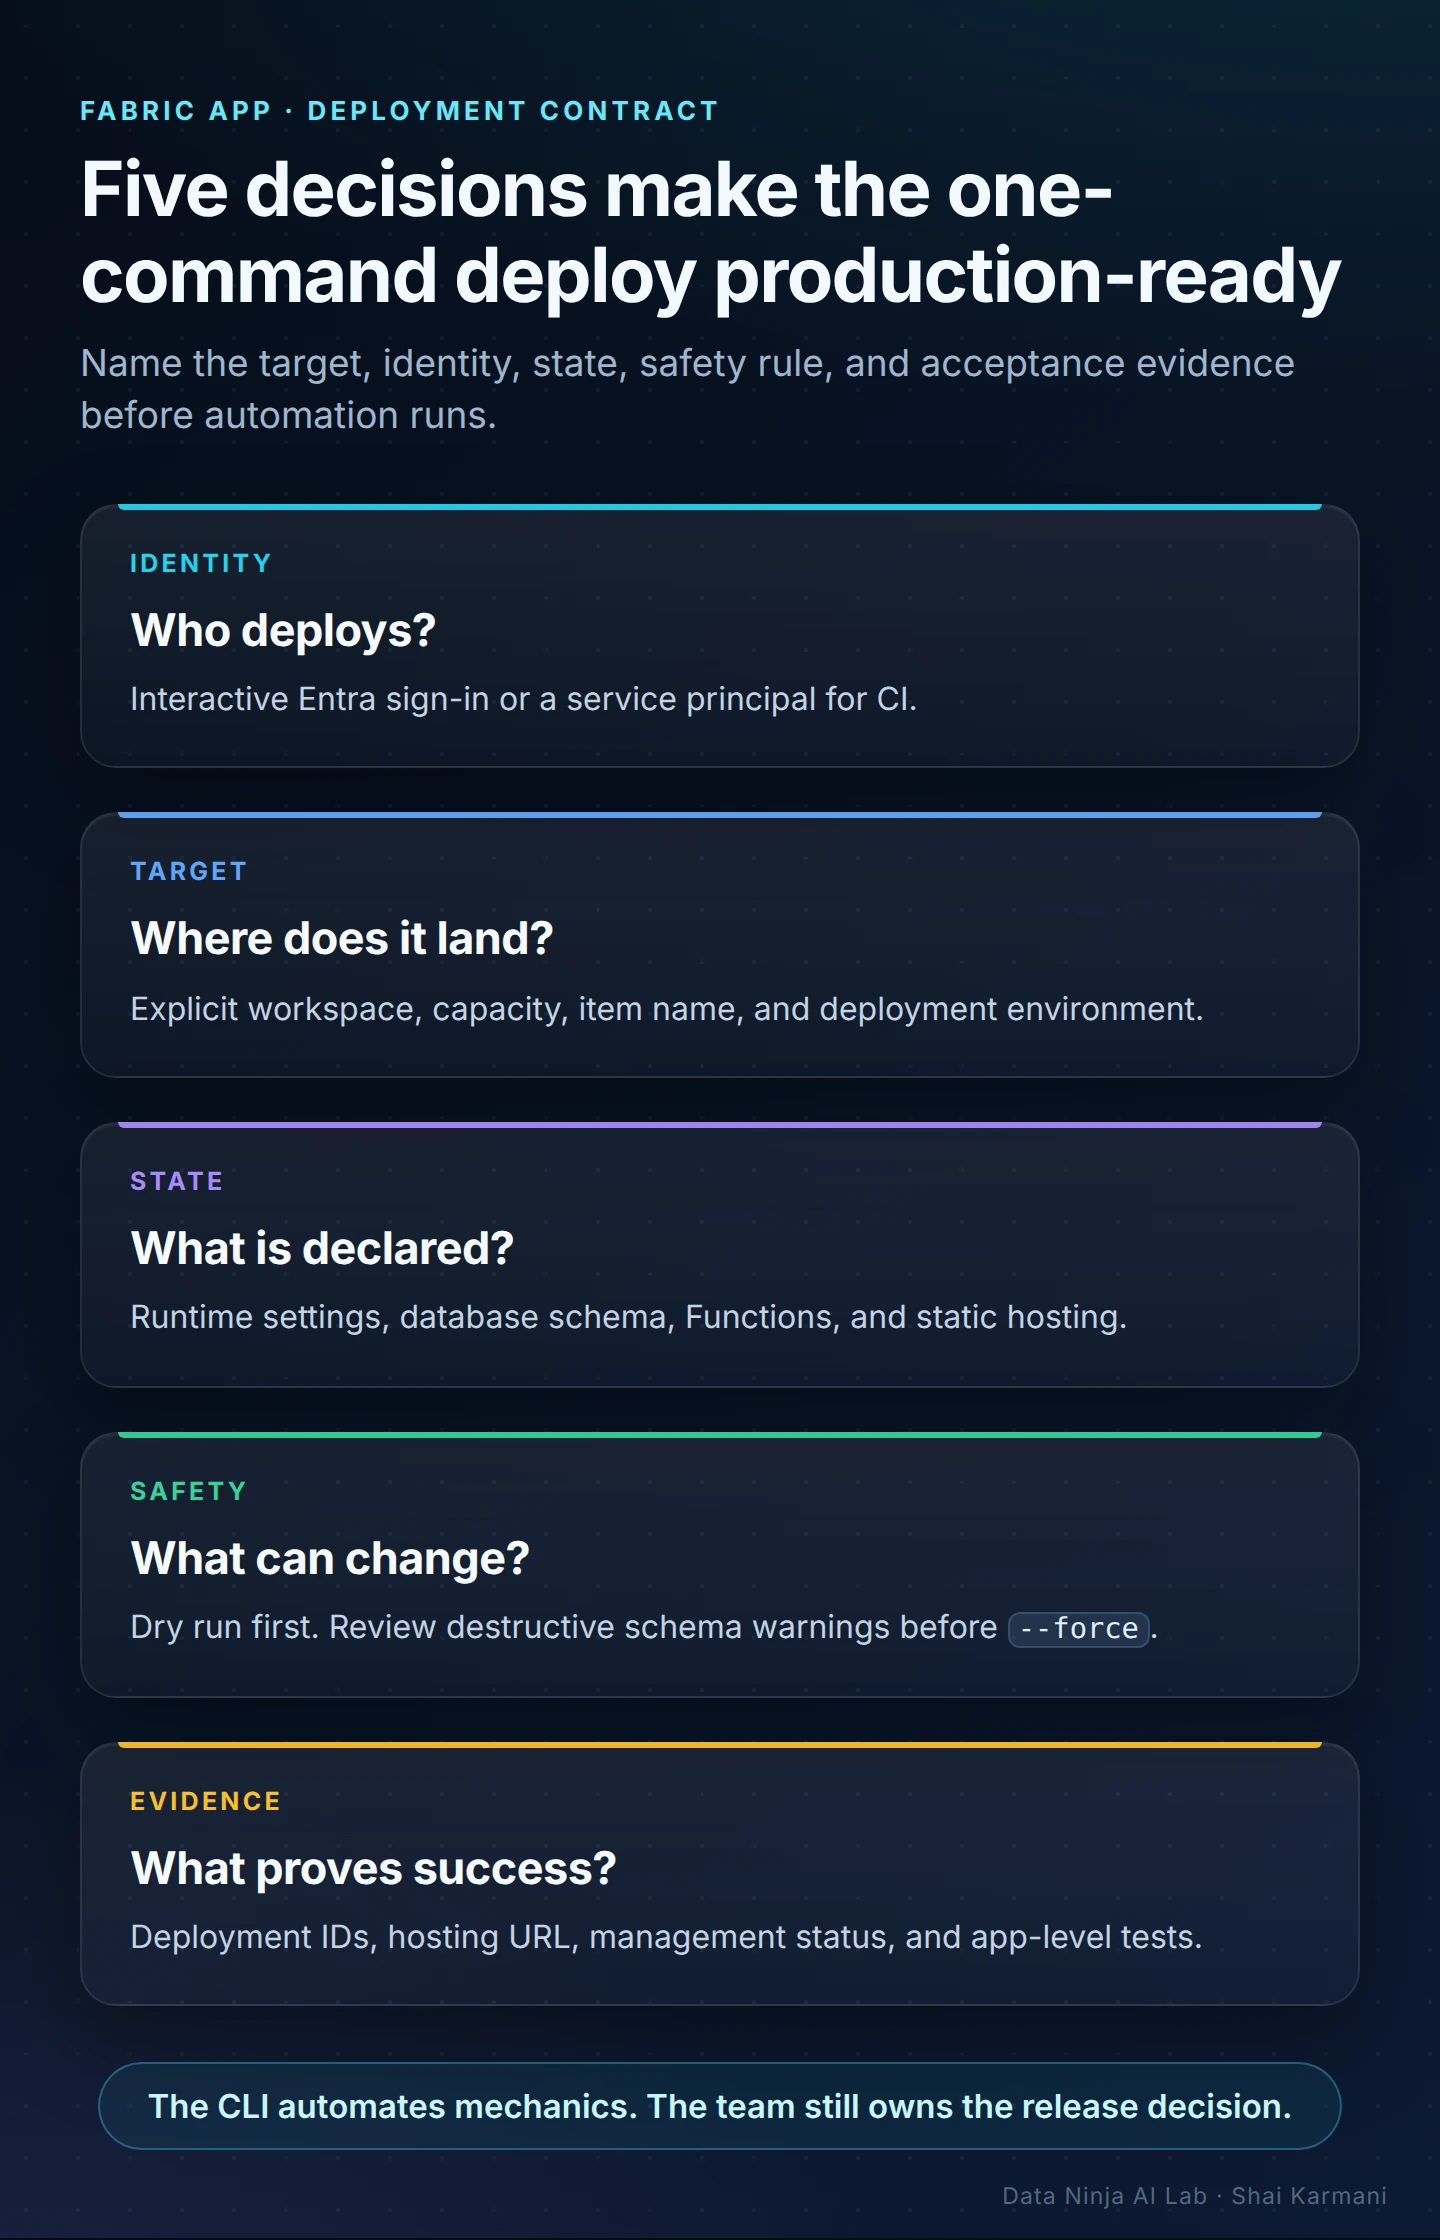 FABRIC APP · DEPLOYMENT CONTRACT
Five decisions make the one-
command deploy production-ready
Name the target, identity, state, safety rule, and acceptance evidence
before automation runs.
IDENTITY
Who deploys?
Interactive Entra sign-in or a service principal for CI.
TARGET
Where does it land?
Explicit workspace, capacity, item name, and deployment environment.
STATE
What is declared?
Runtime settings, database schema, Functions, and static hosting.
SAFETY
What can change?
Dry run first. Review destructive schema warnings before --force.
EVIDENCE
What proves success?
Deployment IDs, hosting URL, management status, and app-level tests.
The CLI automates mechanics. The team still owns the release decision.
Data Ninja AI Lab · Shai Karmani